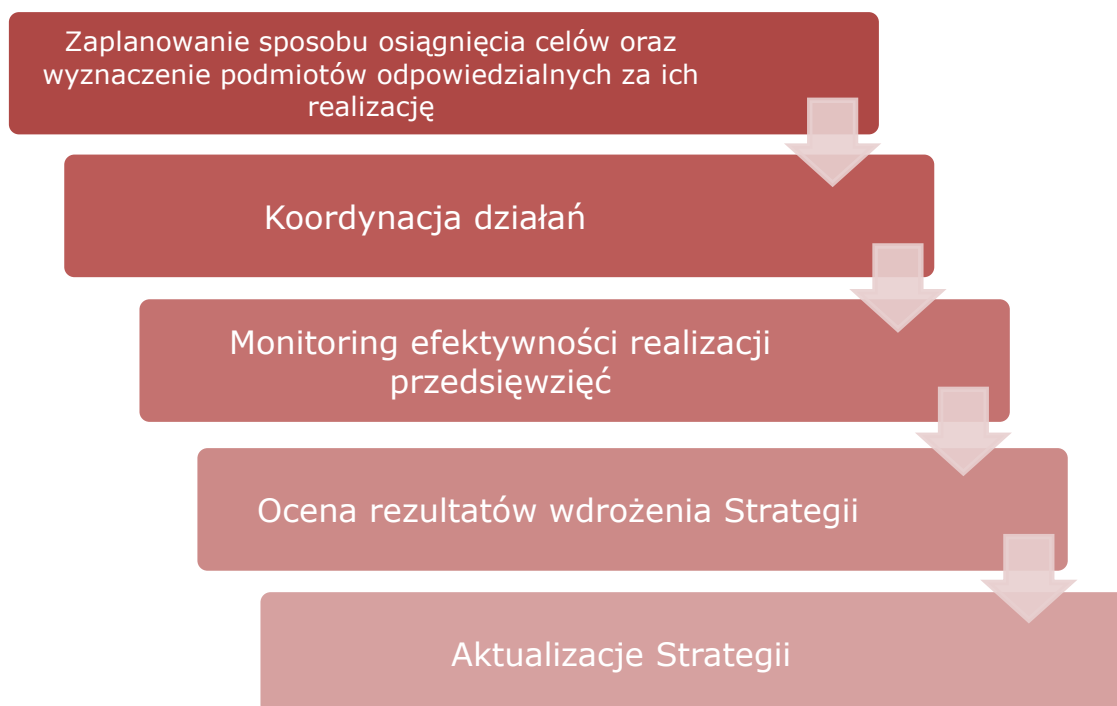 Zaplanowanie sposobu osiągnięcia celów oraz
wyznaczenie podmiotów odpowiedzialnych za ich
realizację
Koordynacja działań
Monitoring efektywności realizacji
przedsięwzięć
Ocena rezultatów wdrożenia Strategii
Aktualizacje Strategii